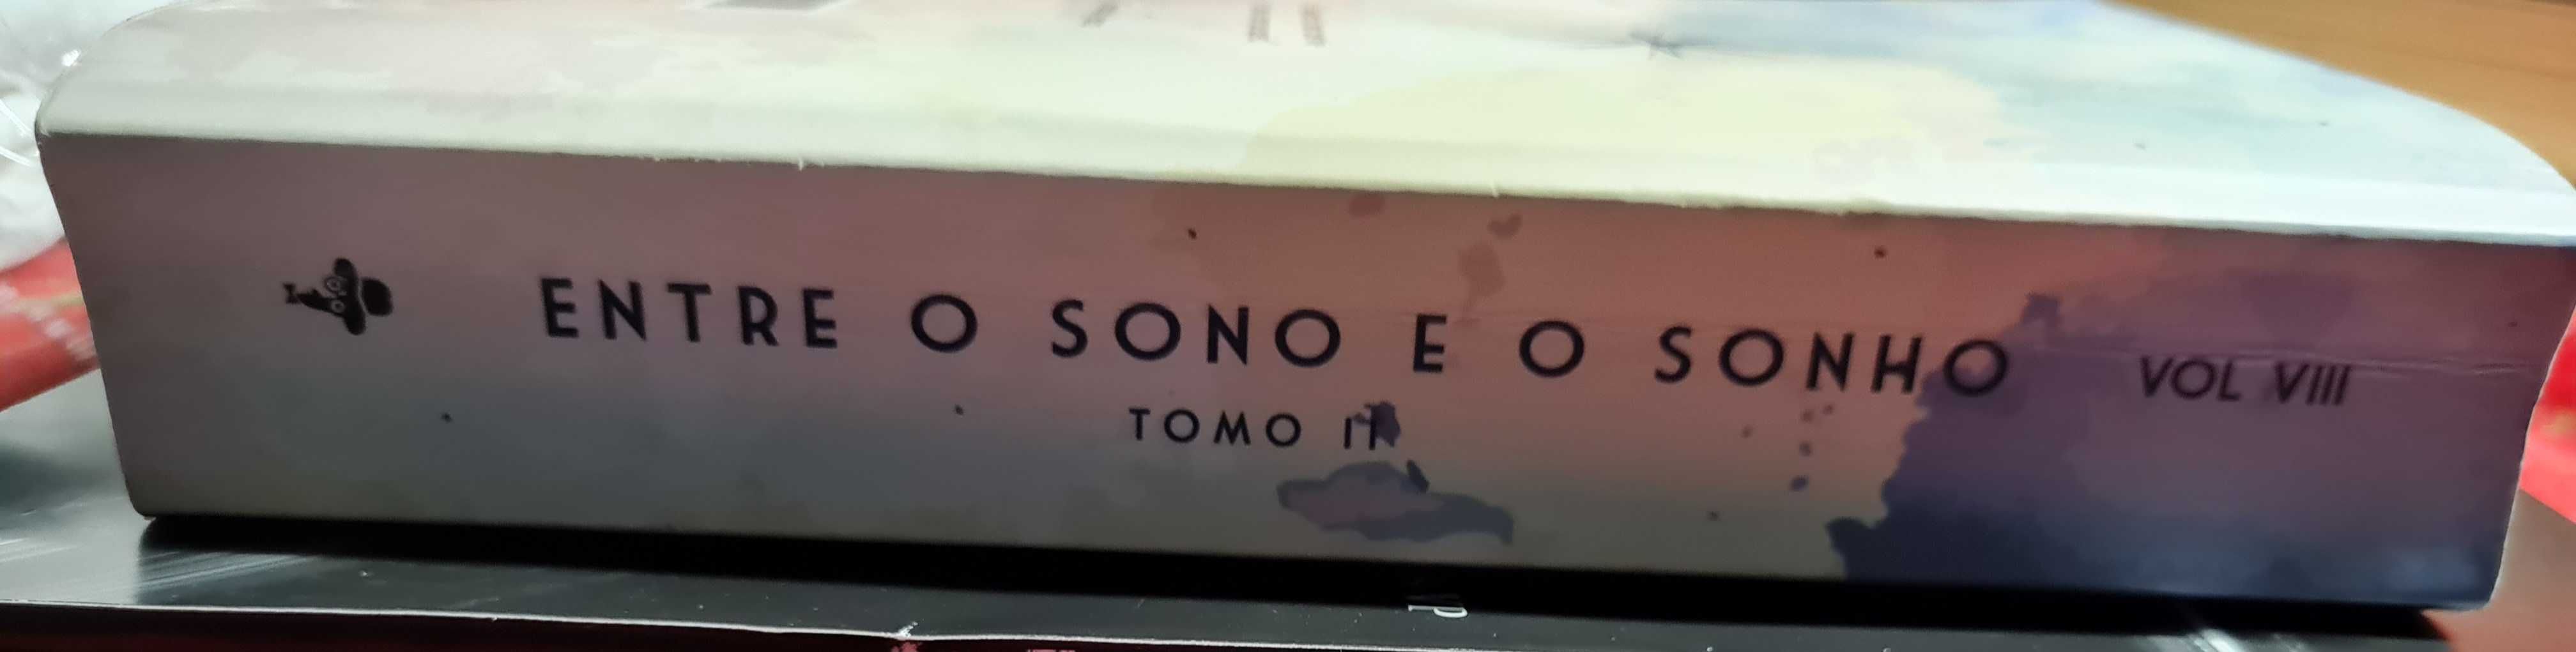 ENTRE O SONO E O SONHO VOL VIII
TOMO II